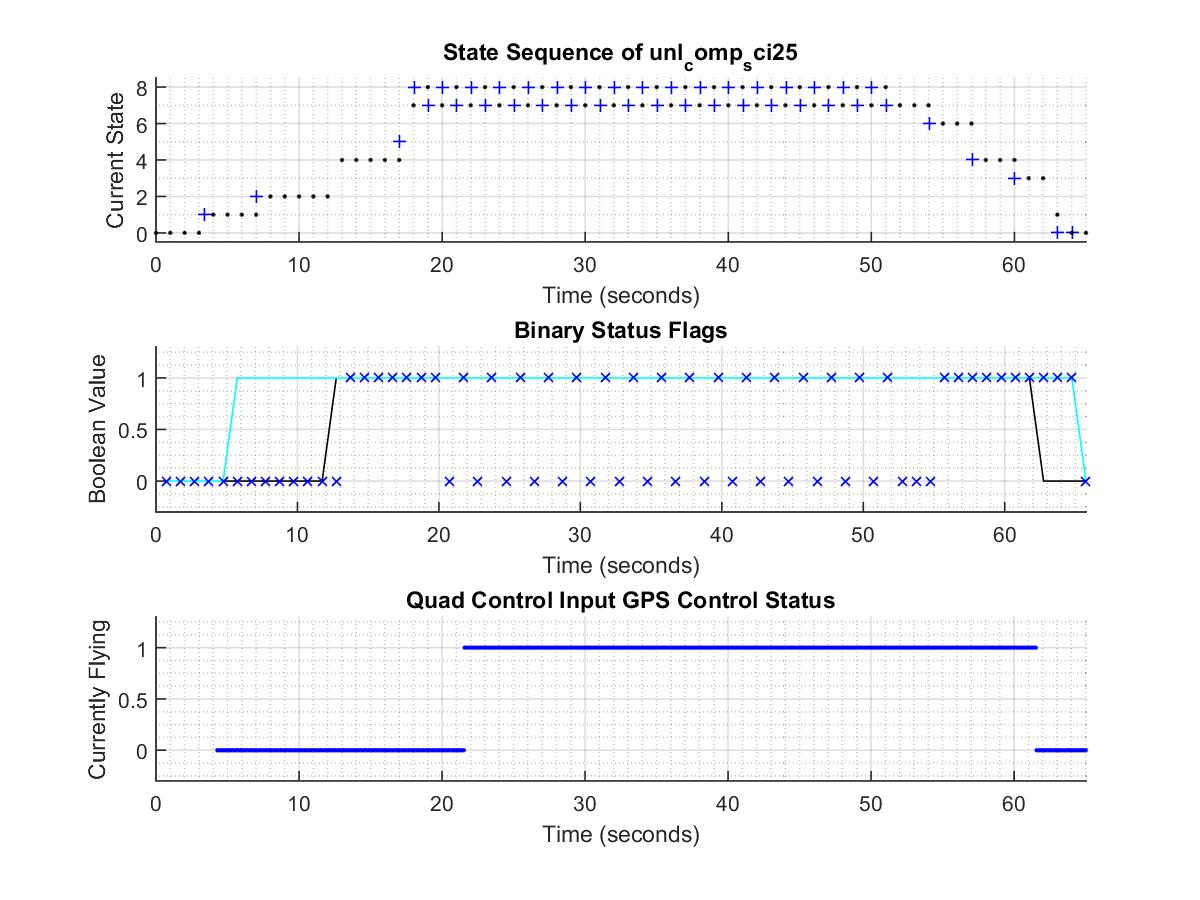 State Sequence of unl_comp_sci25
8
6
4
2
0
Current State
0 10 20 30 40 50 60
Time (seconds)
Binary Status Flags
1
0.5
0
Boolean Value
0 10 20 30 40 50 60
Time (seconds)
Quad Control Input GPS Control Status
1
0.5
0
Currently Flying
0 10 20 30 40 50 60
Time (seconds)